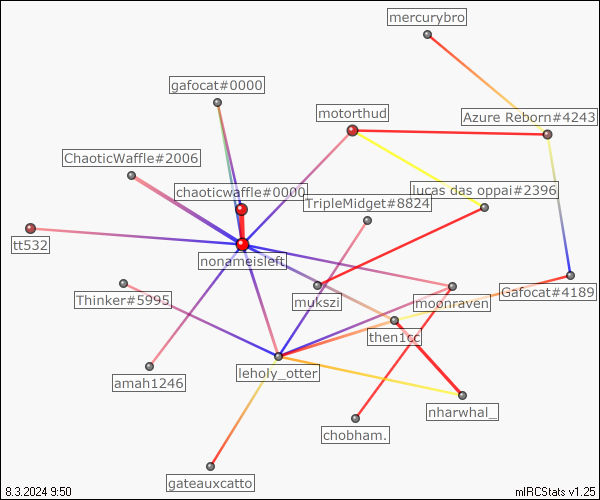 mercurybro
gafocat#0000
motorthud
Azure Reborn#4243
ChaoticWaffle#2006
chaoticwaffle#0000
lucas das oppai#2396
TripleMidget#8824
tt532
nonameisleft
Thinker#5995
mukszi
moonraven
Gafocat#4189
then1cc
leholy_otter
amah1246
nharwhal_
chobham.
gateauxcatto
8.3.2024 9:50
mIRCStats v1.25